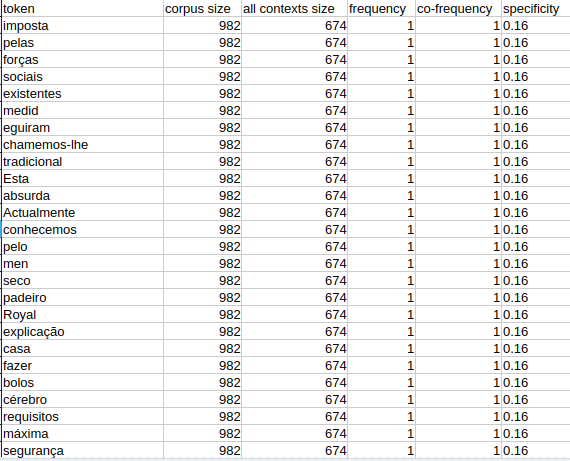 token corpus size all contexts size frequency co-frequency specificity
imposta 982 674 1 1 0.16
pelas 982 674 1 1 0.16
forças 982 674 1 1 0.16
sociais 982 674 1 1 0.16
existentes 982 674 1 1 0.16
medid 982 674 1 1 0.16
eguiram 982 674 1 1 0.16
chamemos-lhe 982 674 1 1 0.16
tradicional 982 674 1 1 0.16
Esta 982 674 1 1 0.16
absurda 982 674 1 1 0.16
Actualmente 982 674 1 1 0.16
conhecemos 982 674 1 1 0.16
pelo 982 674 1 1 0.16
men 982 674 1 1 0.16
seco 982 674 1 1 0.16
padeiro 982 674 1 1 0.16
Royal 982 674 1 1 0.16
explicação 982 674 1 1 0.16
casa 982 674 1 1 0.16
fazer 982 674 1 1 0.16
bolos 982 674 1 1 0.16
cérebro 982 674 1 1 0.16
requisitos 982 674 1 1 0.16
máxima 982 674 1 1 0.16
segurança 982 674 1 1 0.16